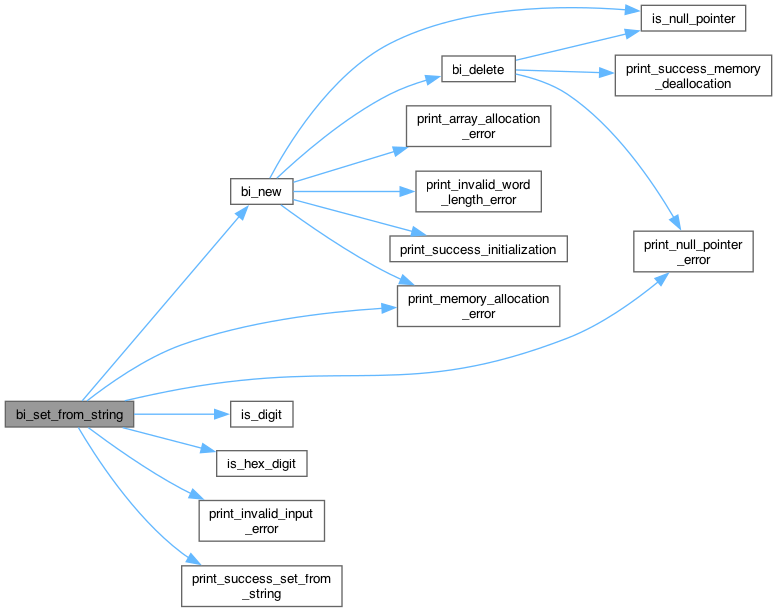 is_null_pointer
bi_delete
print_success_memory
_deallocation
print_array_allocation
_error
bi_new
print_invalid_word
_length_error
print_success_initialization
print_null_pointer
_error
print_memory_allocation
_error
bi_set_from_string
is_digit
is_hex_digit
print_invalid_input
_error
print_success_set_from
_string